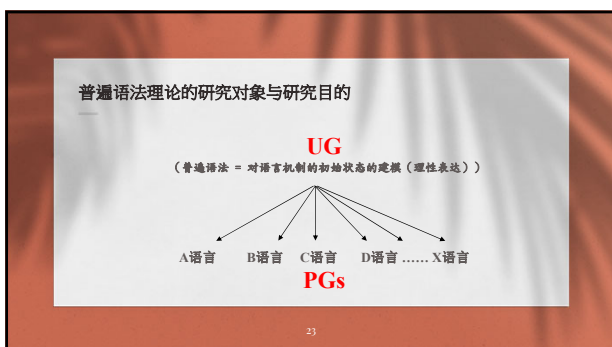 普遍语法理论的研究对象与研究目的
UG
（普遍语法 = 对语言机制的初始状态的建模（理性表达））
A语言 B语言 C语言 D语言 …… X语言
PGs
23